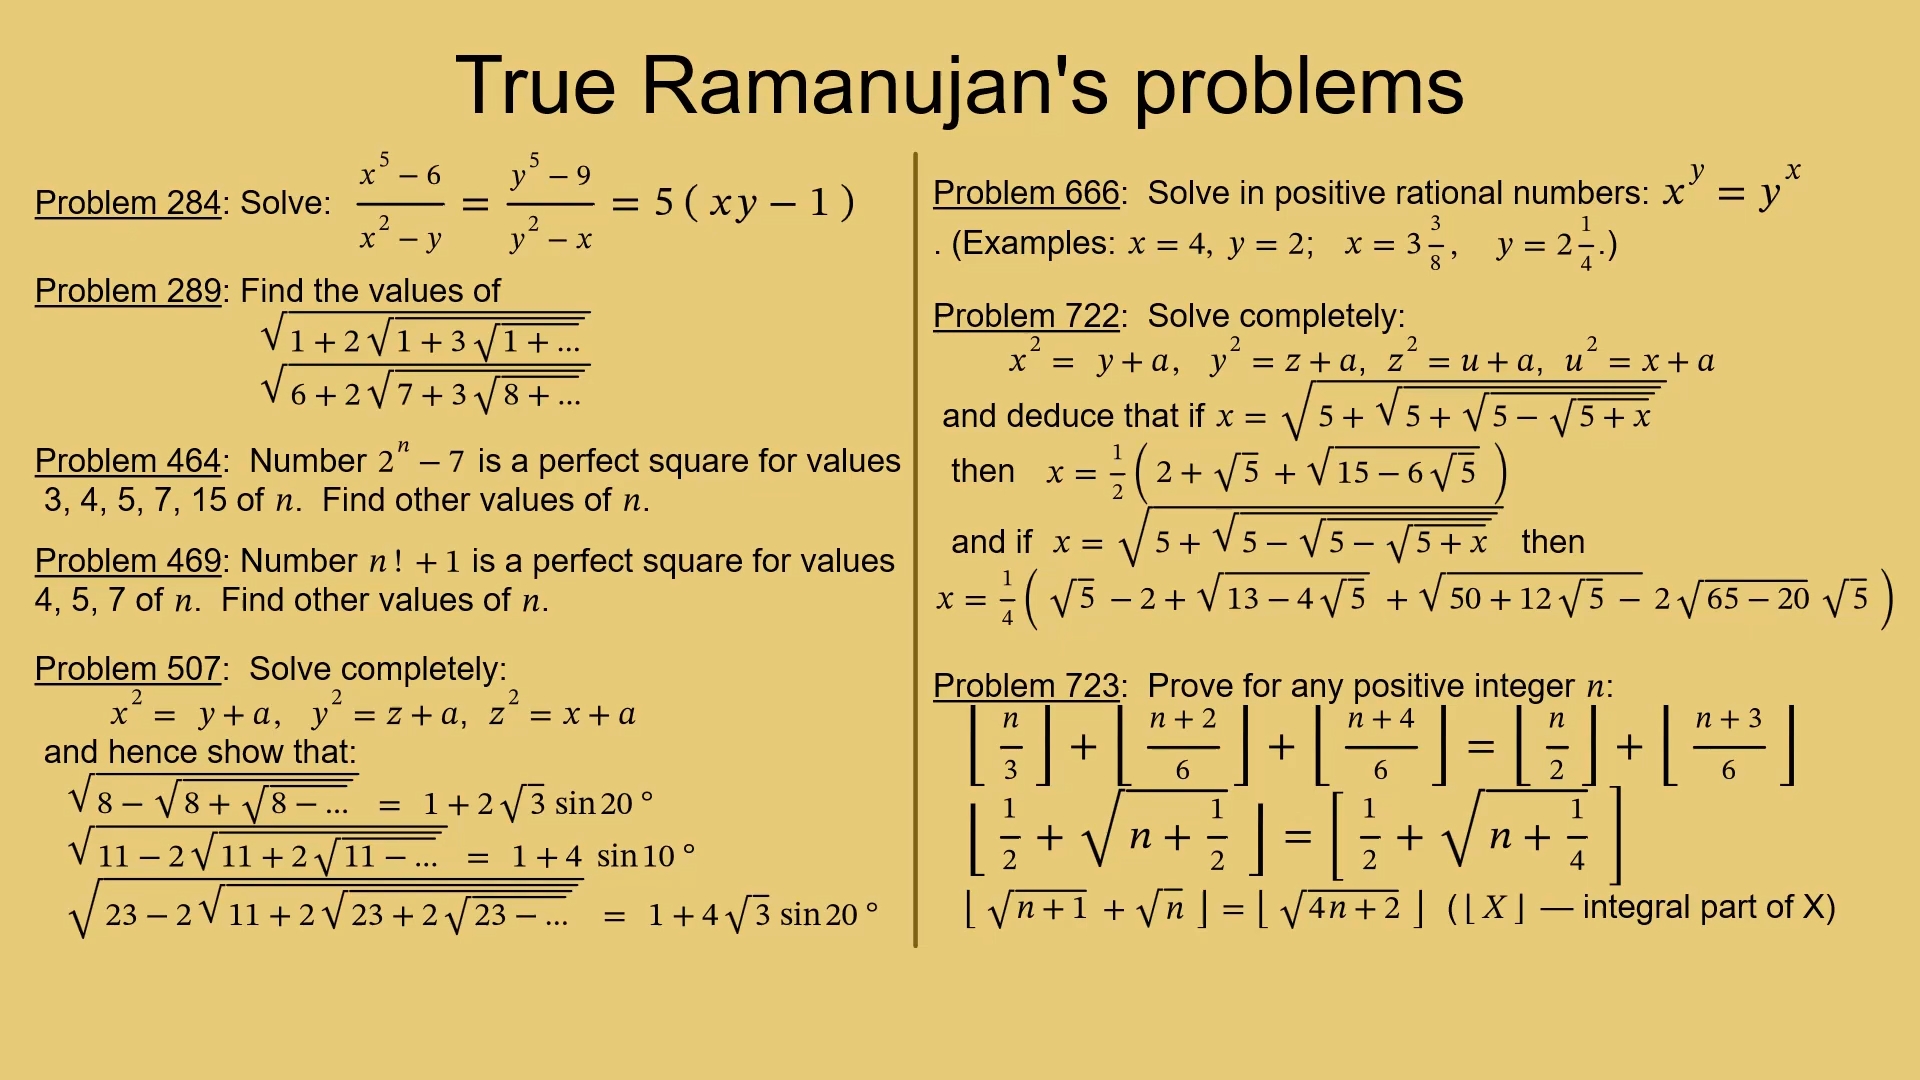 True Ramanujan's problems
Problem 284: Solve: (x^5 − 6)/(x^2 − y) = (y^5 − 9)/(y^2 − x) = 5 ( xy − 1 )
Problem 289: Find the values of
√(1 + 2√(1 + 3√(1 + ...
√(6 + 2√(7 + 3√(8 + ...
Problem 464: Number 2^n − 7 is a perfect square for values
3, 4, 5, 7, 15 of n. Find other values of n.
Problem 469: Number n! + 1 is a perfect square for values
4, 5, 7 of n. Find other values of n.
Problem 507: Solve completely:
x^2 = y + a, y^2 = z + a, z^2 = x + a
and hence show that:
√(8 − √(8 + √(8 − ... = 1 + 2√3 sin 20°
√(11 − 2√(11 + 2√(11 − ... = 1 + 4 sin 10°
√(23 − 2√(11 + 2√(23 + 2√(23 − ... = 1 + 4√3 sin 20°
Problem 666: Solve in positive rational numbers: x^y = y^x
. (Examples: x = 4, y = 2; x = 3 3/8, y = 2 1/4.)
Problem 722: Solve completely:
x^2 = y + a, y^2 = z + a, z^2 = u + a, u^2 = x + a
and deduce that if x = √(5 + √(5 + √(5 − √(5 + x))))
then x = 1/2 ( 2 + √5 + √(15 − 6√5) )
and if x = √(5 + √(5 − √(5 − √(5 + x)))) then
x = 1/4 ( √5 − 2 + √(13 − 4√5) + √(50 + 12√5 −) 2√(65 − 20) √5 )
Problem 723: Prove for any positive integer n:
⌊n/3⌋ + ⌊(n + 2)/6⌋ + ⌊(n + 4)/6⌋ = ⌊n/2⌋ + ⌊(n + 3)/6⌋
⌊1/2 + √(n + 1/2)⌋ = [1/2 + √(n + 1/4)]
⌊√(n + 1) + √n⌋ = ⌊√(4n + 2)⌋ (⌊X⌋ — integral part of X)